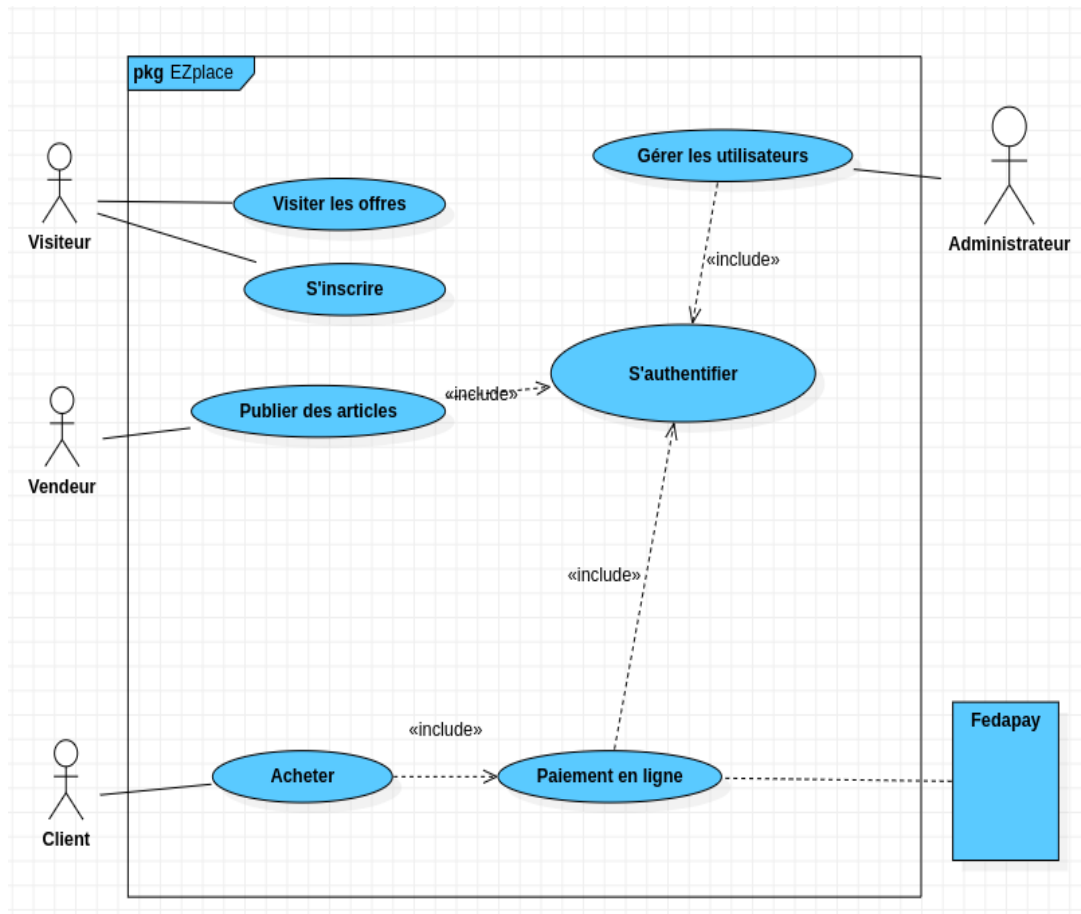 pkg EZplace
Gérer les utilisateurs
Visiter les offres
Visiteur
Administrateur
«include»
S'inscrire
S'authentifier
«include»
Publier des articles
Vendeur
«include»
Fedapay
«include»
Acheter
Paiement en ligne
Client